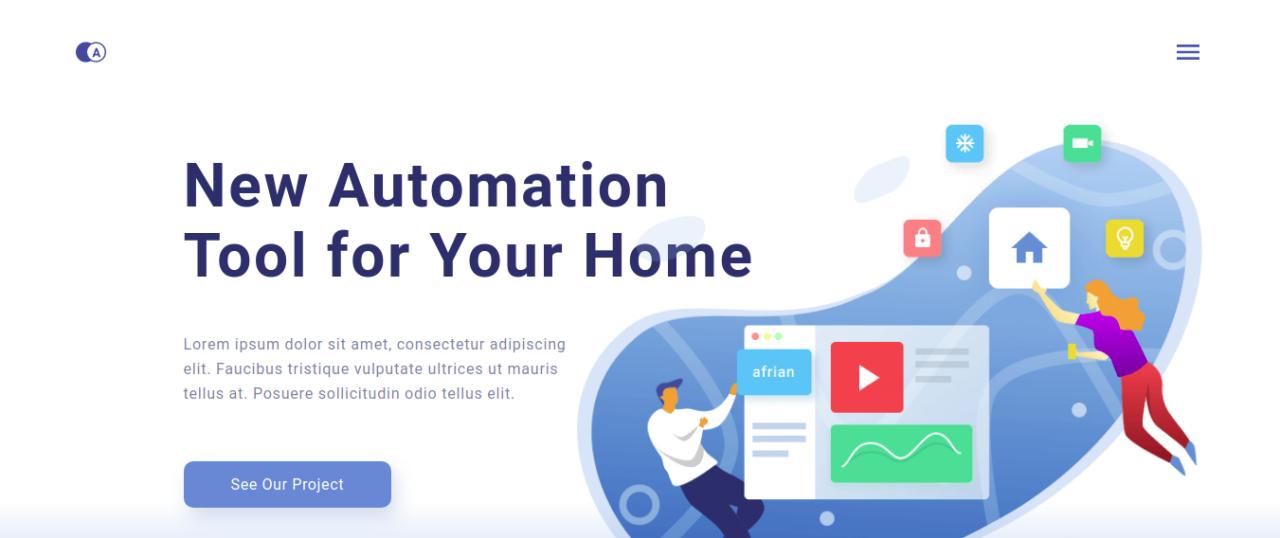 A
New Automation
Tool for Your Home
Lorem ipsum dolor sit amet, consectetur adipiscing
elit. Faucibus tristique vulputate ultrices ut mauris
tellus at. Posuere sollicitudin odio tellus elit.
afrian
See Our Project